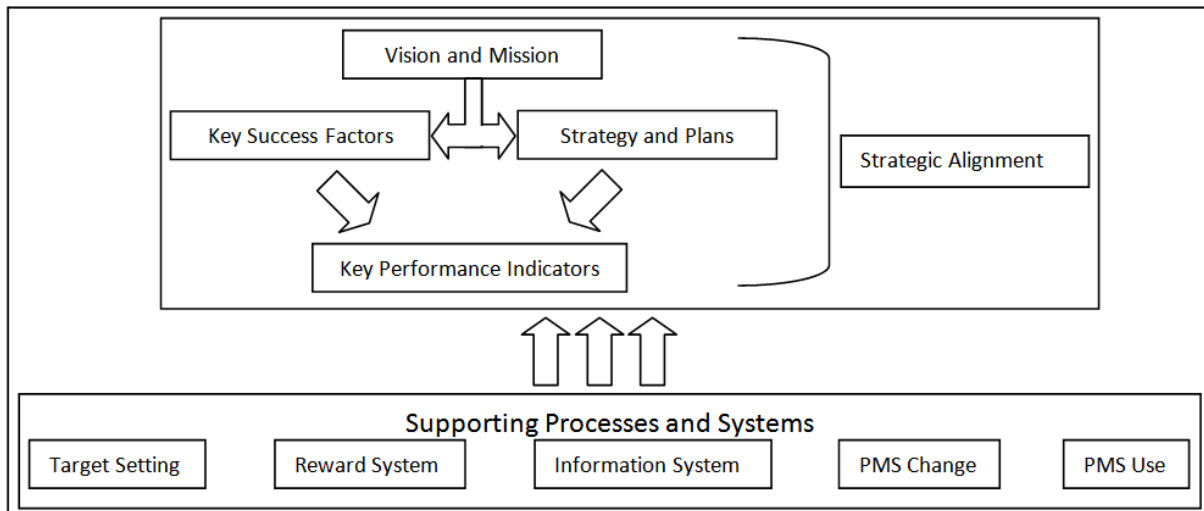 Vision and Mission
Key Success Factors
Strategy and Plans
Strategic Alignment
Key Performance Indicators
Supporting Processes and Systems
Target Setting
Reward System
Information System
PMS Change
PMS Use